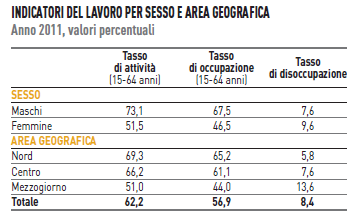 INDICATORI DEL LAVORO PER SESSO E AREA GEOGRAFICA
Anno 2011, valori percentuali
Tasso di attività (15-64 anni) Tasso di occupazione (15-64 anni) Tasso di disoccupazione
SESSO
Maschi 73,1 67,5 7,6
Femmine 51,5 46,5 9,6
AREA GEOGRAFICA
Nord 69,3 65,2 5,8
Centro 66,2 61,1 7,6
Mezzogiorno 51,0 44,0 13,6
Totale 62,2 56,9 8,4